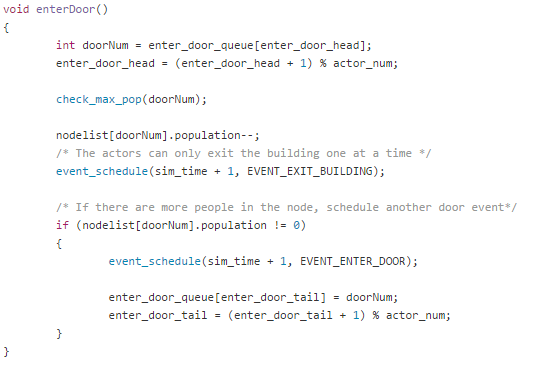 void enterDoor()
{
        int doorNum = enter_door_queue[enter_door_head];
        enter_door_head = (enter_door_head + 1) % actor_num;

        check_max_pop(doorNum);

        nodelist[doorNum].population--;
        /* The actors can only exit the building one at a time */
        event_schedule(sim_time + 1, EVENT_EXIT_BUILDING);

        /* If there are more people in the node, schedule another door event*/
        if (nodelist[doorNum].population != 0)
        {
                event_schedule(sim_time + 1, EVENT_ENTER_DOOR);

                enter_door_queue[enter_door_tail] = doorNum;
                enter_door_tail = (enter_door_tail + 1) % actor_num;
        }
}